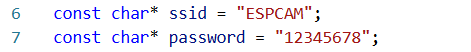 6 const char* ssid = "ESPCAM";
7 const char* password = "12345678";